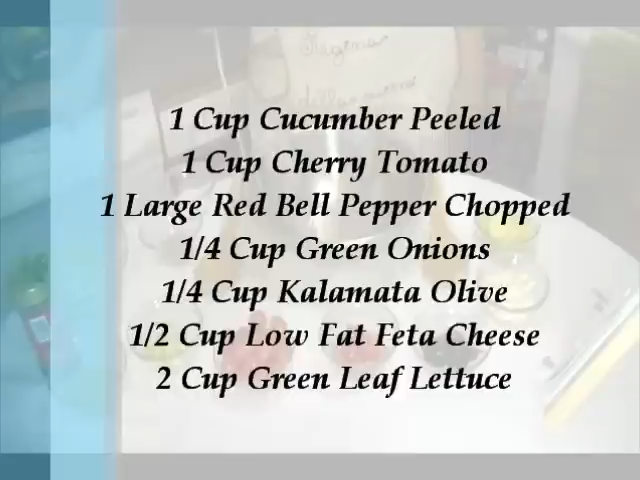 1 Cup Cucumber Peeled
1 Cup Cherry Tomato
1 Large Red Bell Pepper Chopped
1/4 Cup Green Onions
1/4 Cup Kalamata Olive
1/2 Cup Low Fat Feta Cheese
2 Cup Green Leaf Lettuce